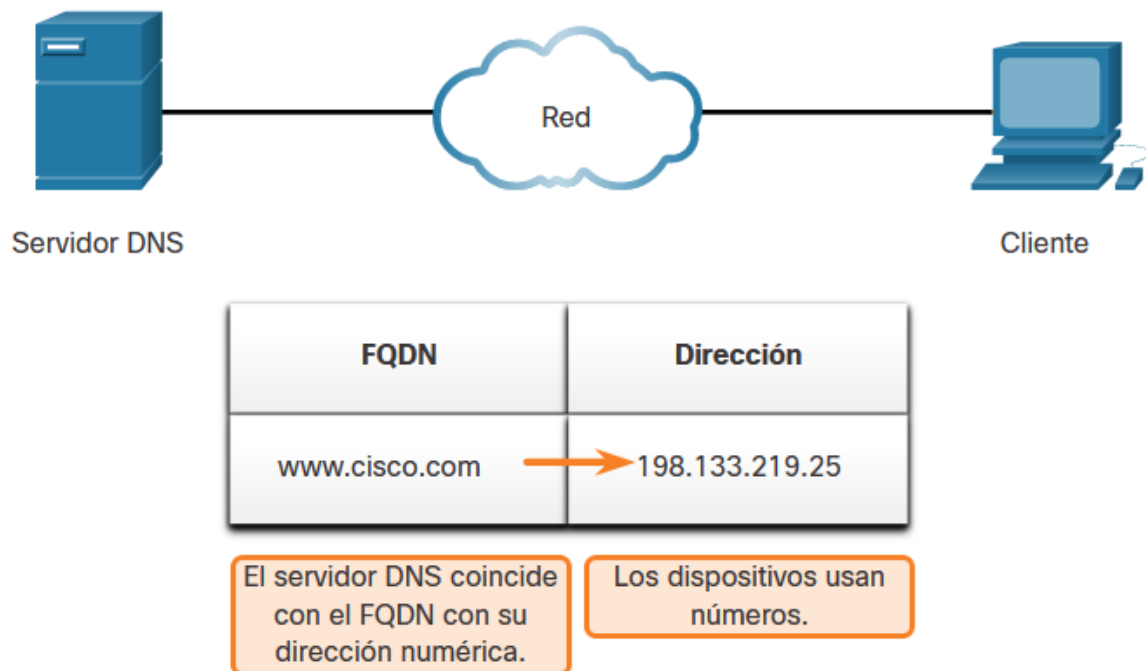 Red
Servidor DNS
Cliente
FQDN
Dirección
www.cisco.com
198.133.219.25
El servidor DNS coincide
con el FQDN con su
dirección numérica.
Los dispositivos usan
números.